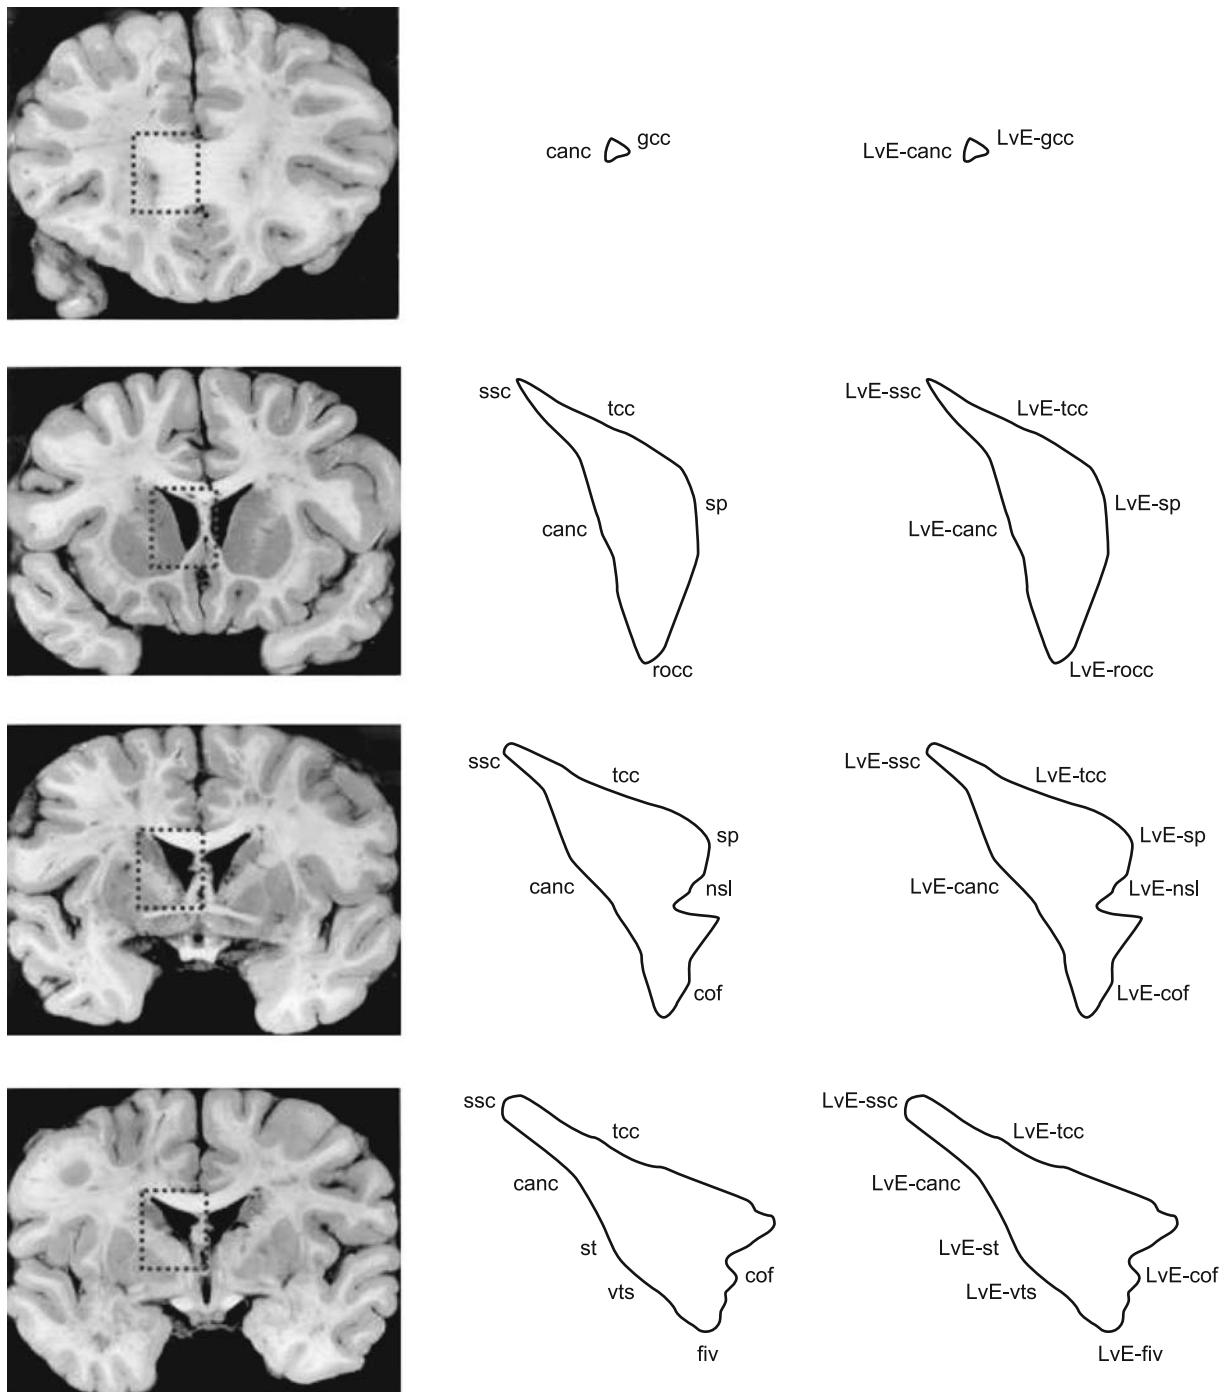 canc
gcc
LvE-canc
LvE-gcc
ssc
tcc
sp
canc
rocc
LvE-ssc
LvE-tcc
LvE-sp
LvE-canc
LvE-rocc
ssc
tcc
sp
nsl
canc
cof
LvE-ssc
LvE-tcc
LvE-sp
LvE-nsl
LvE-canc
LvE-cof
ssc
tcc
canc
st
vts
cof
fiv
LvE-ssc
LvE-tcc
LvE-canc
LvE-st
LvE-vts
LvE-cof
LvE-fiv